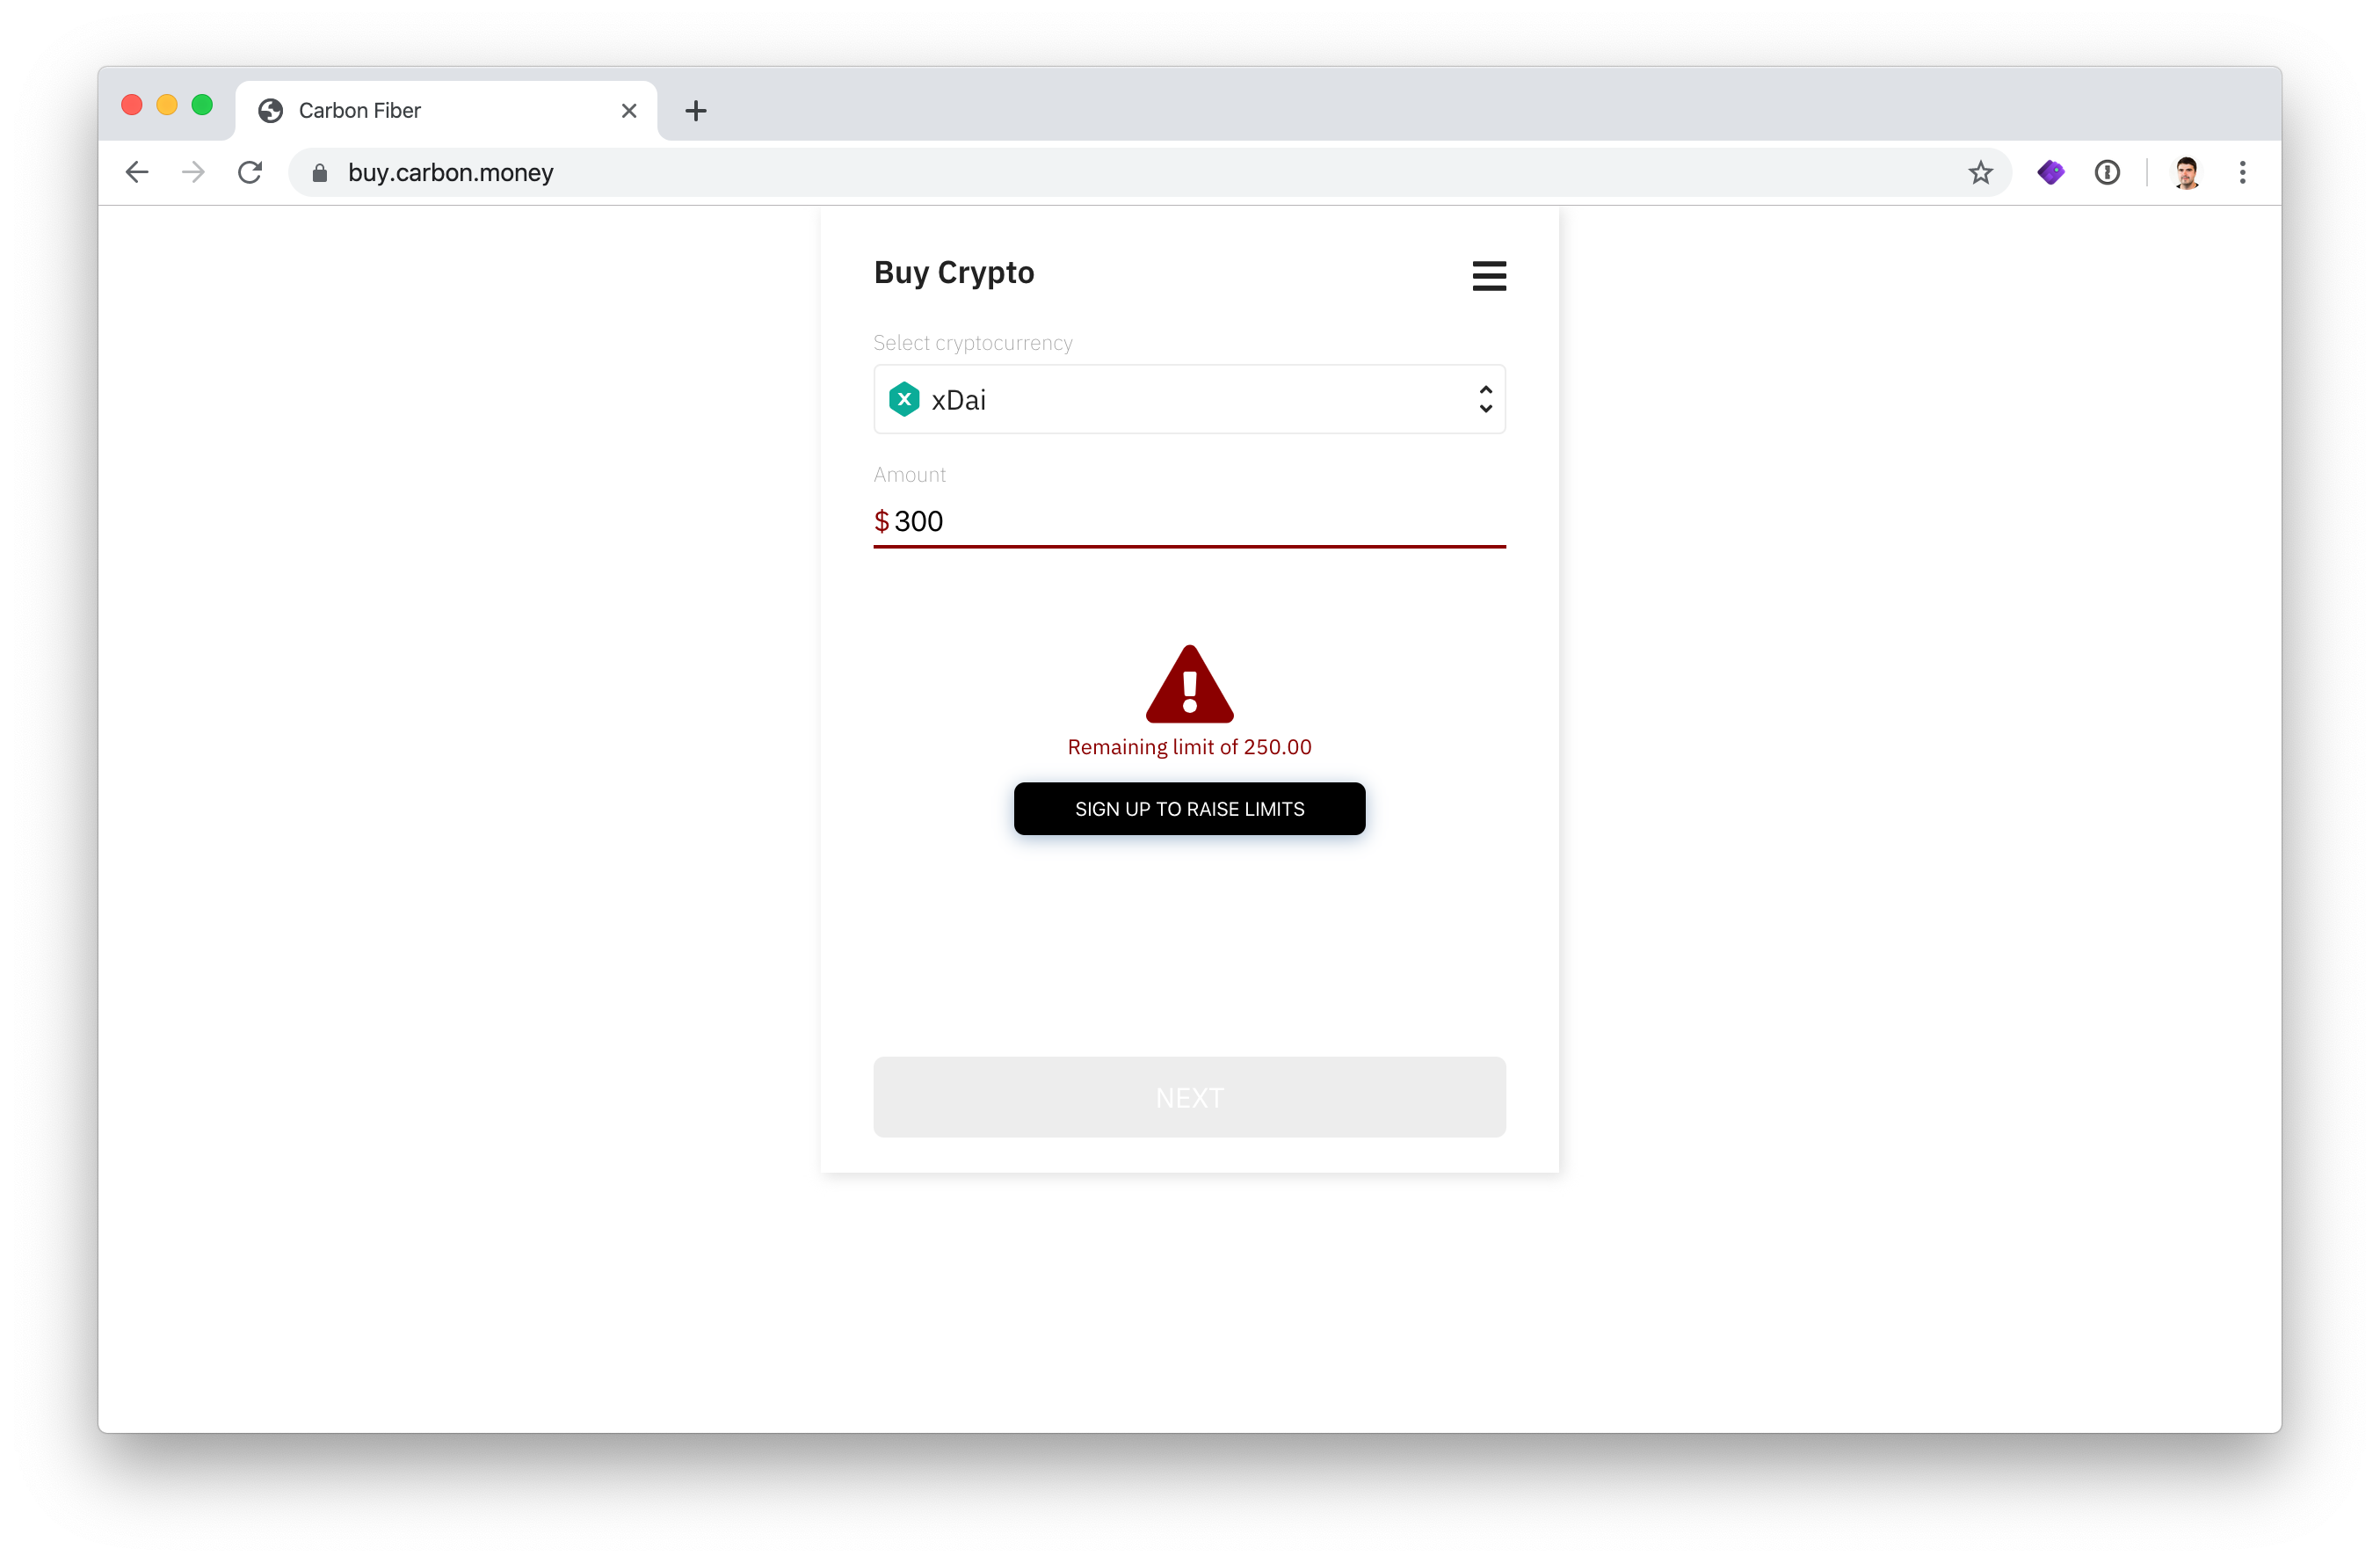 Carbon Fiber
buy.carbon.money
Buy Crypto
Select cryptocurrency
x xDai
Amount
$ 300
Remaining limit of 250.00
SIGN UP TO RAISE LIMITS
NEXT